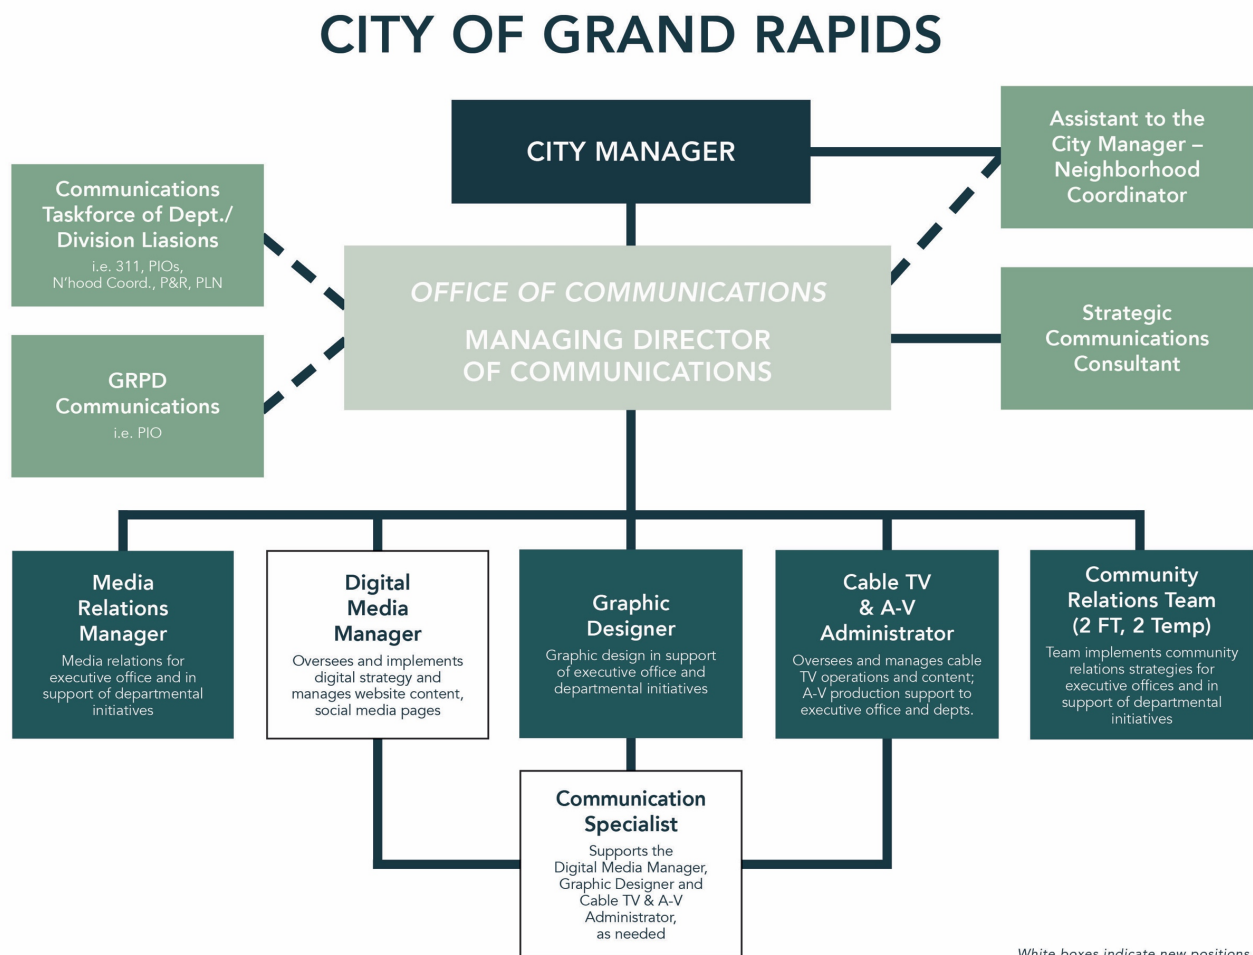 CITY OF GRAND RAPIDS
CITY MANAGER
Assistant to the
City Manager –
Neighborhood
Coordinator
Communications
Taskforce of Dept./
Division Liasions
i.e. 311, PIOs,
N'hood Coord., P&R, PLN
OFFICE OF COMMUNICATIONS
MANAGING DIRECTOR
OF COMMUNICATIONS
Strategic
Communications
Consultant
GRPD
Communications
i.e. PIO
Media
Relations
Manager
Media relations for
executive office and in
support of departmental
initiatives
Digital
Media
Manager
Oversees and implements
digital strategy and
manages website content,
social media pages
Graphic
Designer
Graphic design in support
of executive office and
departmental initiatives
Cable TV
& A-V
Administrator
Oversees and manages cable
TV operations and content;
A-V production support to
executive office and depts.
Community
Relations Team
(2 FT, 2 Temp)
Team implements community
relations strategies for
executive offices and in
support of departmental
initiatives
Communication
Specialist
Supports the
Digital Media Manager,
Graphic Designer and
Cable TV & A-V
Administrator,
as needed
White boxes indicate new positions